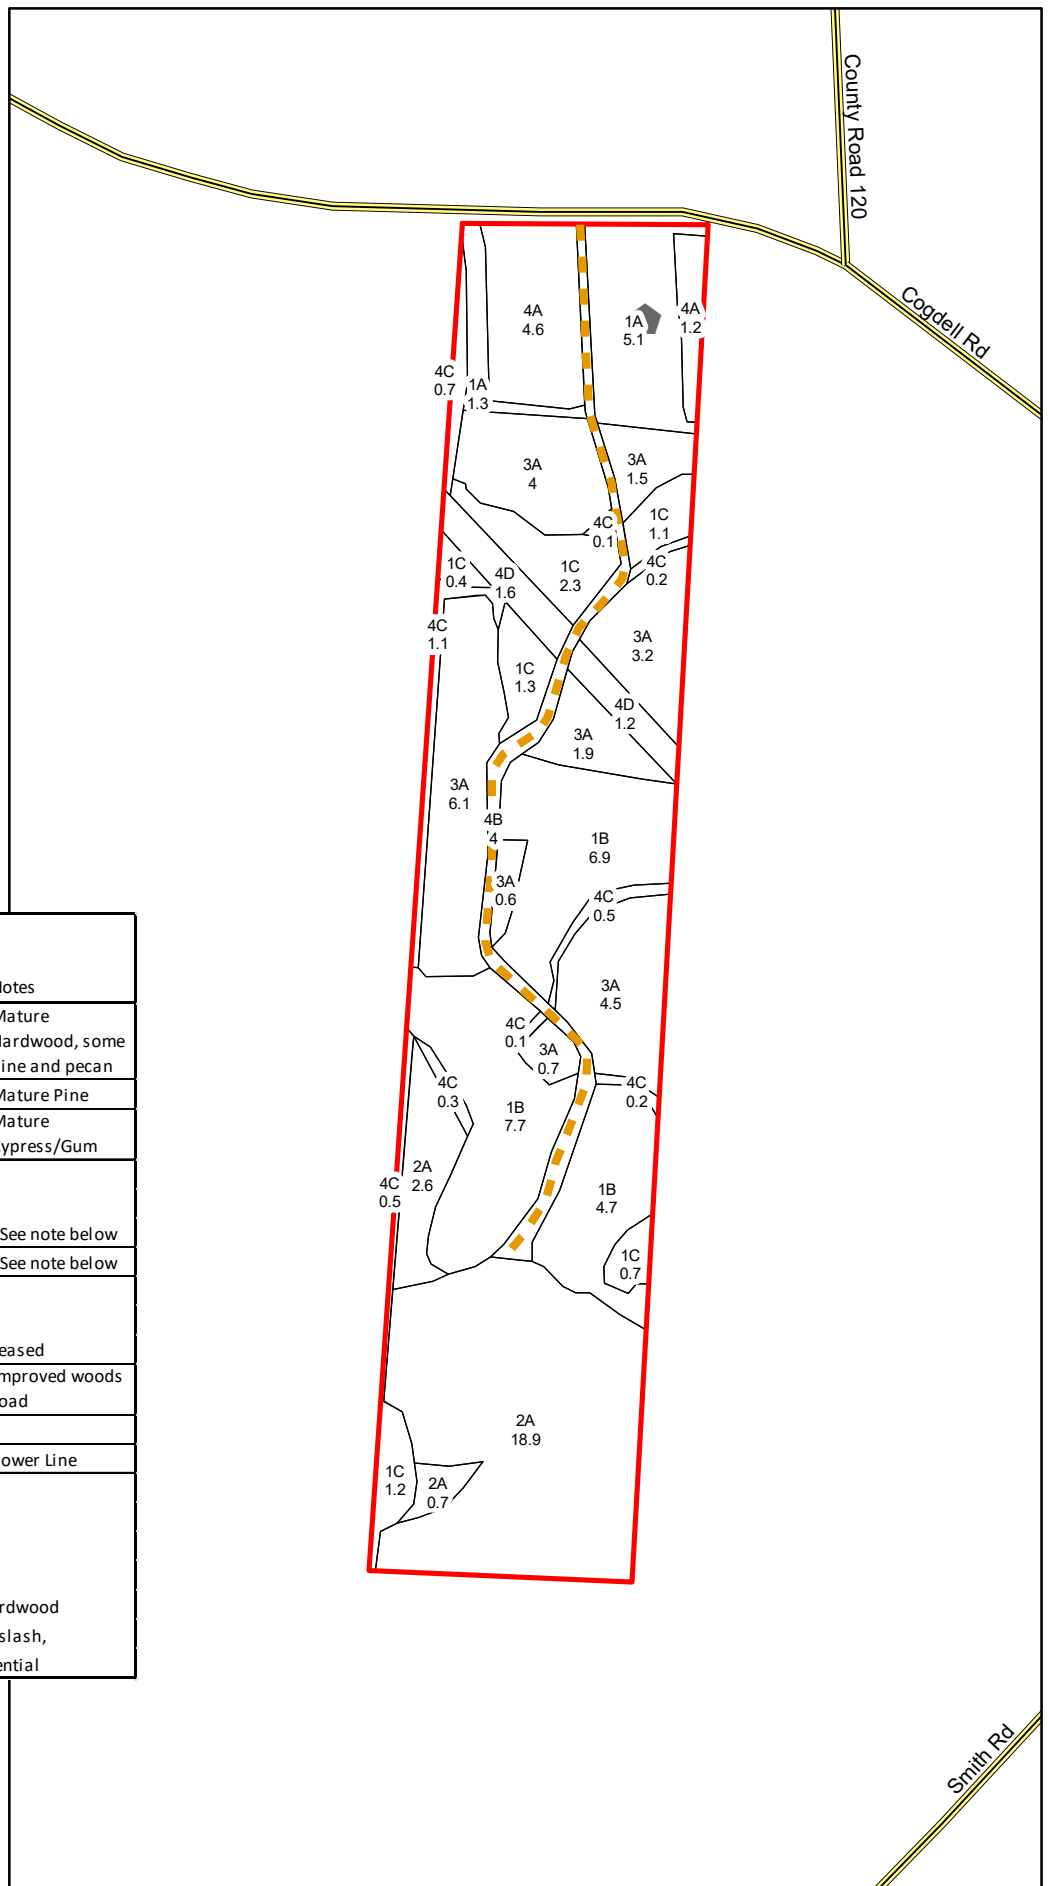 County Road 120
Cogdell Rd
4A
4.6
1A
5.1
4A
1.2
4C
0.7
1A
1.3
3A
4
3A
1.5
4C
0.1
1C
1.1
4C
0.2
1C
0.4
4D
1.6
1C
2.3
4C
1.1
3A
3.2
1C
1.3
4D
1.2
3A
1.9
3A
6.1
4B
4
1B
6.9
3A
0.6
4C
0.5
3A
4.5
4C
0.1
3A
0.7
4C
0.3
4C
0.2
1B
7.7
2A
2.6
4C
0.5
1B
4.7
1C
0.7
2A
18.9
1C
1.2
2A
0.7
Smith Rd
lotes
Mature
Hardwood, some
ine and pecan
Mature Pine
Mature
ypress/Gum
See note below
See note below
eased
mproved woods
oad
ower Line
rdwood
slash,
ential